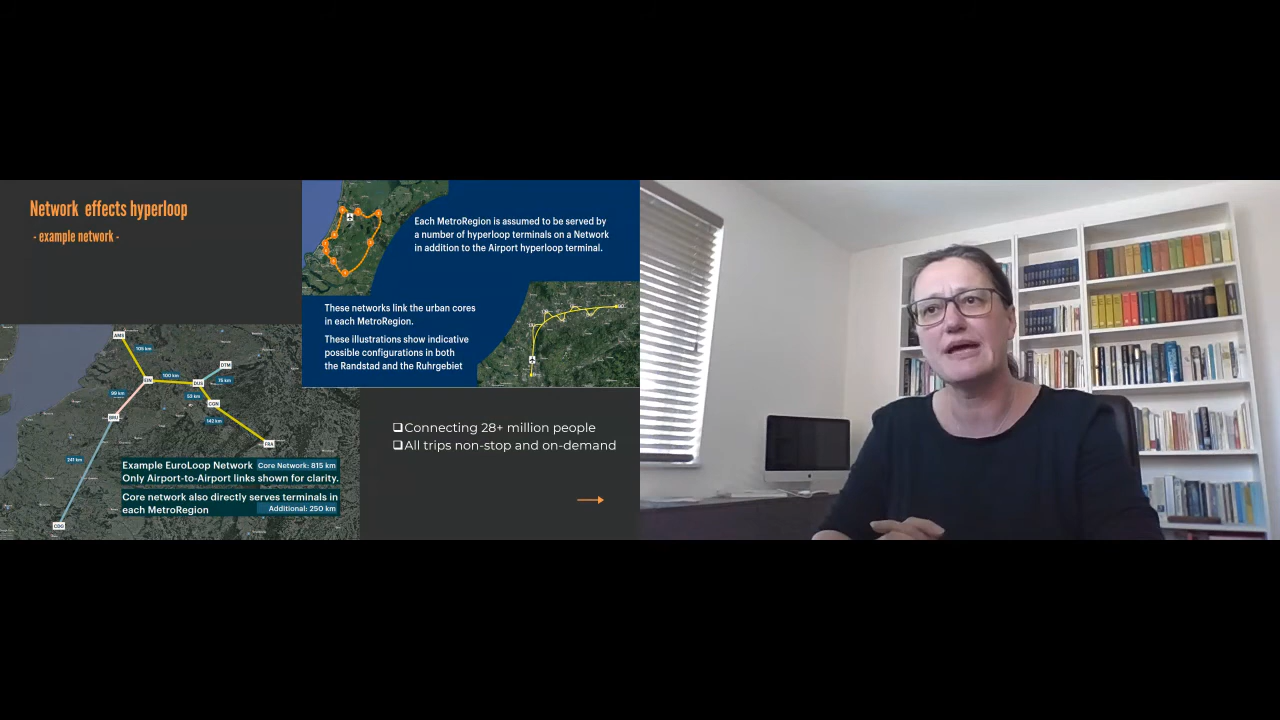 Network effects hyperloop
- example network -
Each MetroRegion is assumed to be served by
a number of hyperloop terminals on a Network
in addition to the Airport hyperloop terminal.
These networks link the urban cores
in each MetroRegion.
These illustrations show indicative
possible configurations in both
the Randstad and the Ruhrgebiet
AMS
105 km
EIN
100 km
DUS
DTM
75 km
53 km
CGN
89 km
BRU
142 km
FRA
241 km
CDG
Example EuroLoop Network Core Network: 815 km
Only Airport-to-Airport links shown for clarity.
Core network also directly serves terminals in
each MetroRegion Additional: 250 km
❑Connecting 28+ million people
❑All trips non-stop and on-demand